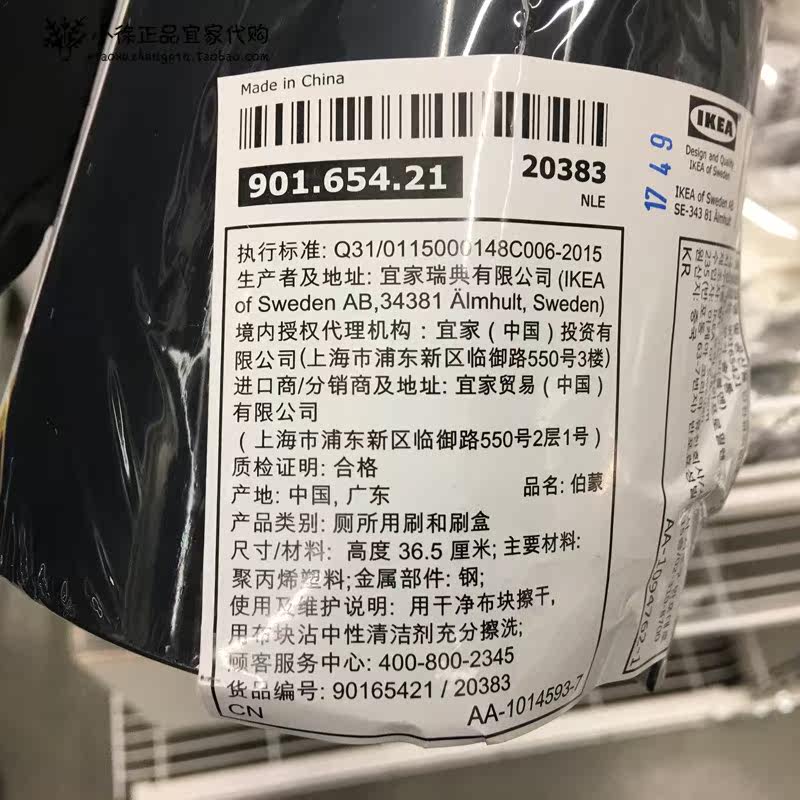 小徐正品宜家代购
Made in China
901.654.21
20383
NLE
17 4 9
IKEA
Design and Quality
IKEA of Sweden
IKEA of Sweden AB
SE-343 81 Älmhult
执行标准: Q31/0115000148C006-2015
生产者及地址: 宜家瑞典有限公司 (IKEA
of Sweden AB,34381 Älmhult, Sweden)
境内授权代理机构：宜家（中国）投资有
限公司(上海市浦东新区临御路550号3楼)
进口商/分销商及地址: 宜家贸易（中国）
有限公司
（上海市浦东新区临御路550号2层1号）
质检证明: 合格
产地: 中国, 广东
品名: 伯蒙
产品类别: 厕所用刷和刷盒
尺寸/材料: 高度 36.5 厘米; 主要材料:
聚丙烯塑料;金属部件: 钢;
使用及维护说明: 用干净布块擦干,
用布块沾中性清洁剂充分擦洗;
顾客服务中心: 400-800-2345
货品编号: 90165421 / 20383
CN
AA-1014593-7
KR
원산지: 중국
AA-1094762-1